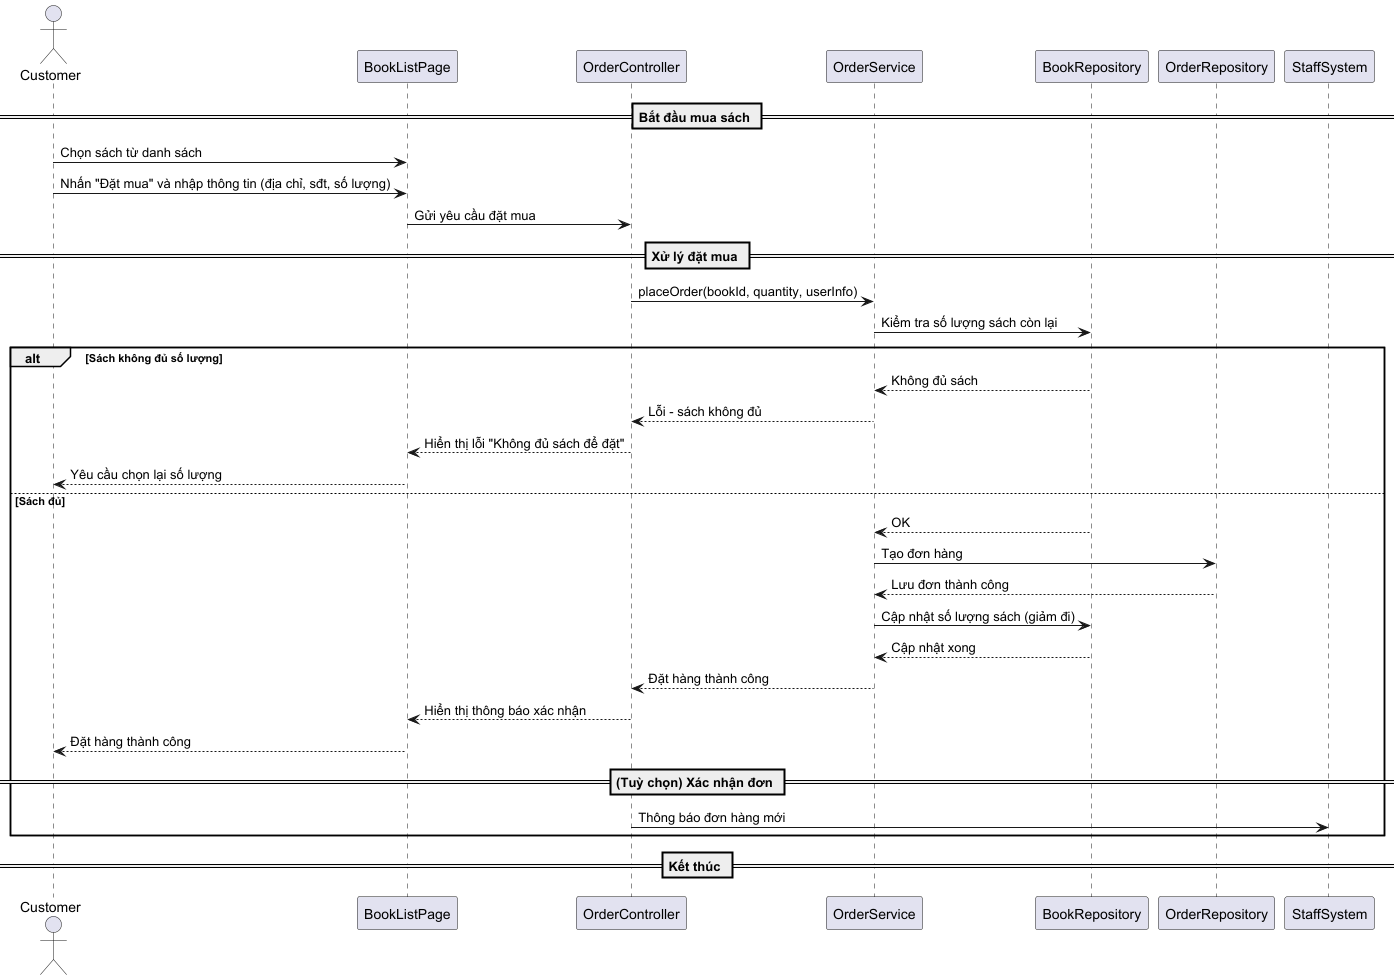 Customer
BookListPage
OrderController
OrderService
BookRepository
OrderRepository
StaffSystem
Bắt đầu mua sách
Chọn sách từ danh sách
Nhấn "Đặt mua" và nhập thông tin (địa chỉ, sđt, số lượng)
Gửi yêu cầu đặt mua
Xử lý đặt mua
placeOrder(bookId, quantity, userInfo)
Kiểm tra số lượng sách còn lại
alt
[Sách không đủ số lượng]
Không đủ sách
Lỗi - sách không đủ
Hiển thị lỗi "Không đủ sách để đặt"
Yêu cầu chọn lại số lượng
[Sách đủ]
OK
Tạo đơn hàng
Lưu đơn thành công
Cập nhật số lượng sách (giảm đi)
Cập nhật xong
Đặt hàng thành công
Hiển thị thông báo xác nhận
Đặt hàng thành công
(Tuỳ chọn) Xác nhận đơn
Thông báo đơn hàng mới
Kết thúc
Customer
BookListPage
OrderController
OrderService
BookRepository
OrderRepository
StaffSystem